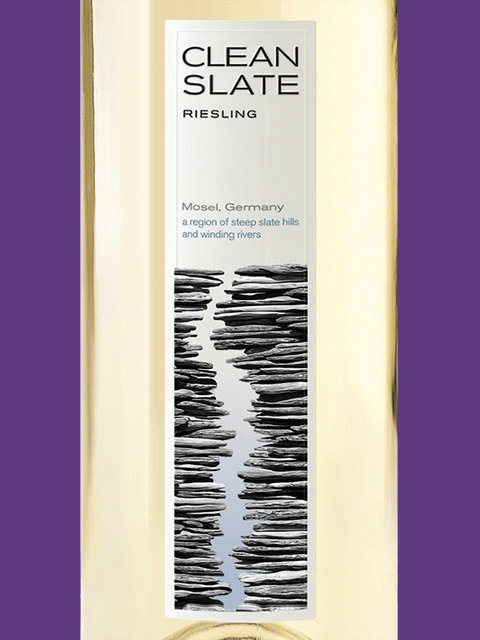 CLEAN
SLATE
RIESLING
Mosel, Germany
a region of steep slate hills
and winding rivers